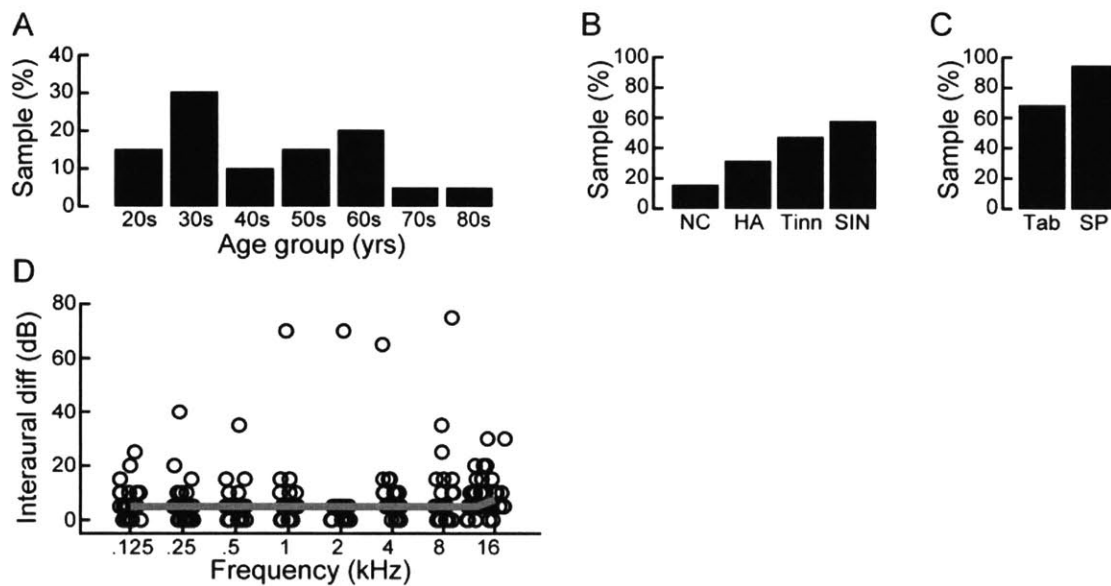 A
Sample (%)
40
30
20
10
0
20s 30s 40s 50s 60s 70s 80s
Age group (yrs)
B
Sample (%)
100
80
60
40
20
0
NC HA Tinn SIN
C
Sample (%)
100
80
60
40
20
0
Tab SP
D
Interaural diff (dB)
80
60
40
20
0
.125 .25 .5 1 2 4 8 16
Frequency (kHz)